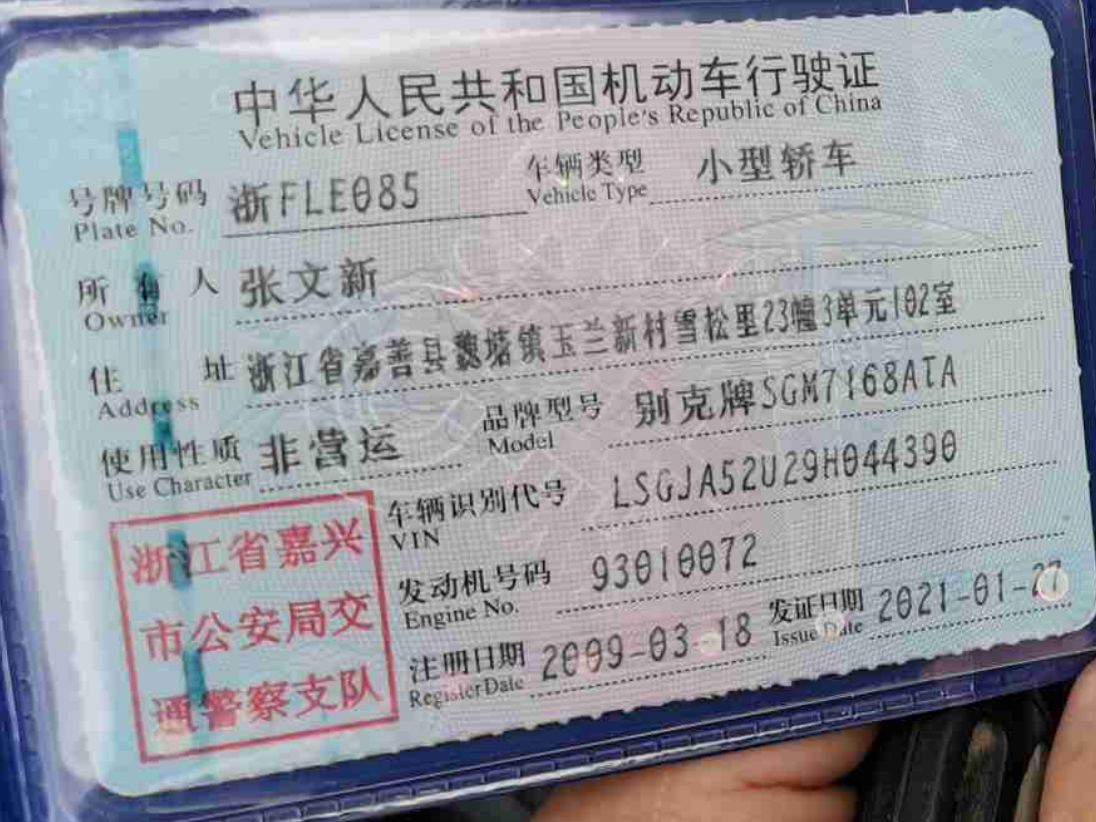 中华人民共和国机动车行驶证
Vehicle License of the People's Republic of China
号牌号码 浙FLE085 车辆类型 小型轿车
Plate No. Vehicle Type
所有人 张文新
Owner
住址 浙江省嘉善县魏塘镇玉兰新村雪松里23幢3单元102室
Address
使用性质 非营运 品牌型号 别克牌SGM7168ATA
Use Character Model
车辆识别代号 LSGJA52U29H044390
VIN
发动机号码 93010072
Engine No.
注册日期 2009-03-18 发证日期 2021-01-27
Register Date Issue Date
浙江省嘉兴
市公安局交
通警察支队